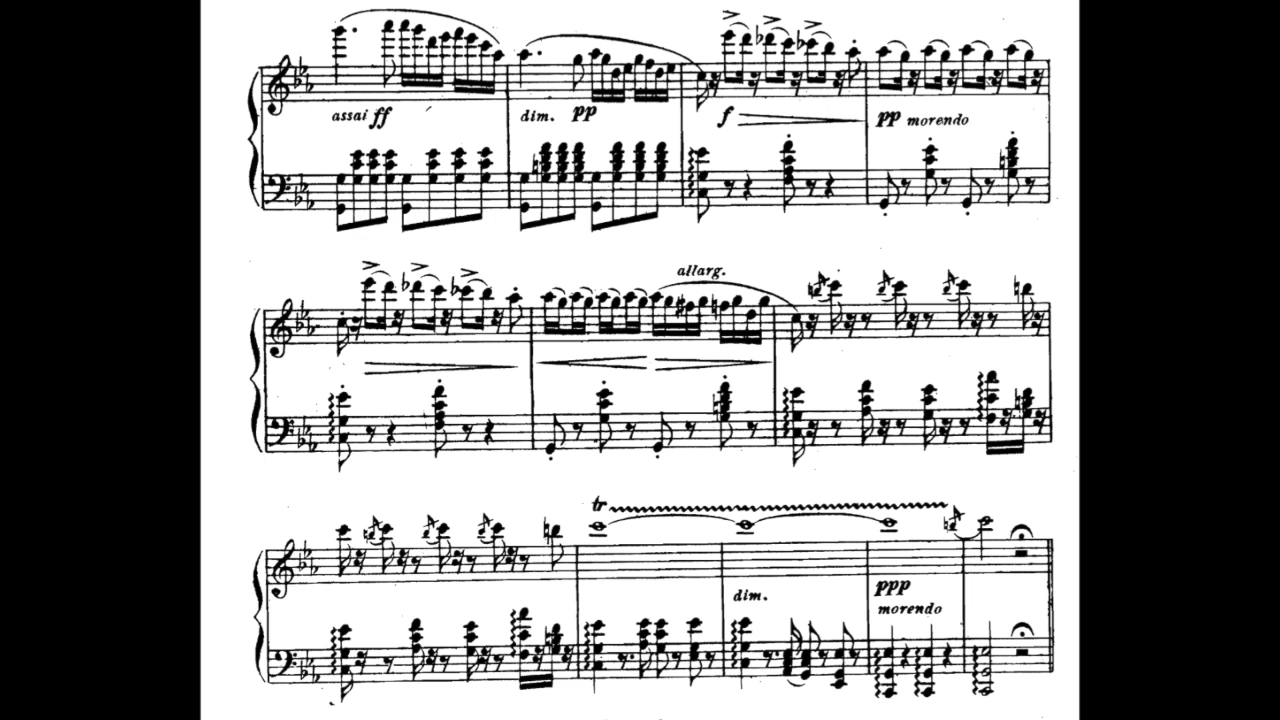 assai ff
dim. pp
f
pp morendo
allarg.
tr
dim.
ppp
morendo